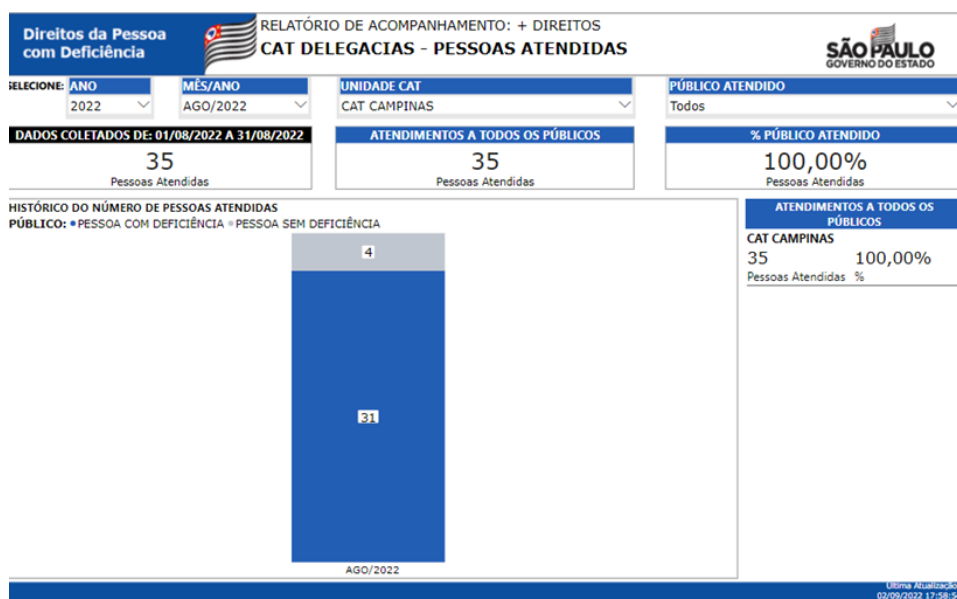 Direitos da Pessoa
com Deficiência
RELATÓRIO DE ACOMPANHAMENTO: + DIREITOS
CAT DELEGACIAS - PESSOAS ATENDIDAS
SÃO PAULO
GOVERNO DO ESTADO
SELECIONE: ANO MÊS/ANO UNIDADE CAT PÚBLICO ATENDIDO
2022 AGO/2022 CAT CAMPINAS Todos
DADOS COLETADOS DE: 01/08/2022 A 31/08/2022
35
Pessoas Atendidas
ATENDIMENTOS A TODOS OS PÚBLICOS
35
Pessoas Atendidas
% PÚBLICO ATENDIDO
100,00%
Pessoas Atendidas
HISTÓRICO DO NÚMERO DE PESSOAS ATENDIDAS
PÚBLICO: PESSOA COM DEFICIÊNCIA PESSOA SEM DEFICIÊNCIA
4
31
AGO/2022
ATENDIMENTOS A TODOS OS
PÚBLICOS
CAT CAMPINAS
35 100,00%
Pessoas Atendidas %
Última Atualização
02/09/2022 17:58:5